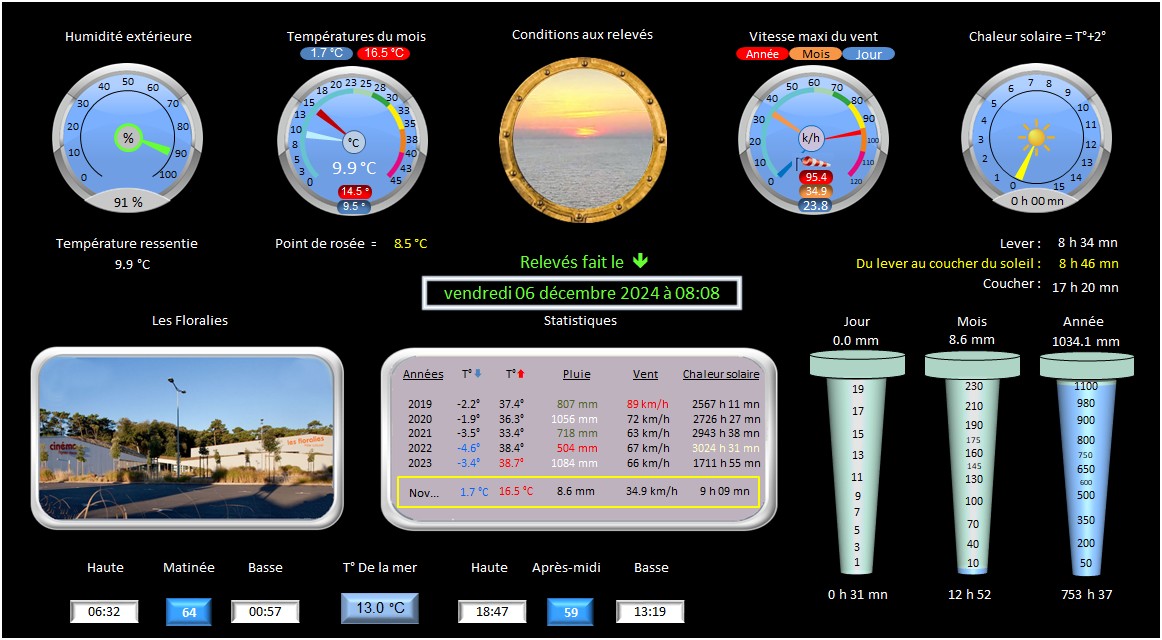 Humidité extérieure
Températures du mois
Conditions aux relevés
Vitesse maxi du vent
Chaleur solaire = T°+2°
1.7 °C 16.5 °C
Année Mois Jour
0 10 20 30 40 50 60 70 80 90 100
%
91 %
0 3 5 8 10 13 15 18 20 23 25 28 30 33 35 38 40 43 45
°C
9.9 °C
14.5 °
9.5 °
0 10 20 30 40 50 60 70 80 90 100 110 120
k/h
95.4
34.9
23.8
0 1 2 3 4 5 6 7 8 9 10 11 12 13 14 15
0 h 00 mn
Température ressentie
9.9 °C
Point de rosée = 8.5 °C
Relevés fait le
vendredi 06 décembre 2024 à 08:08
Lever : 8 h 34 mn
Du lever au coucher du soleil : 8 h 46 mn
Coucher : 17 h 20 mn
Les Floralies
cinéma
les floralies
Statistiques
Années T° T° Pluie Vent Chaleur solaire
2019 -2.2° 37.4° 807 mm 89 km/h 2567 h 11 mn
2020 -1.9° 36.3° 1056 mm 72 km/h 2726 h 27 mn
2021 -3.5° 33.4° 718 mm 63 km/h 2943 h 38 mn
2022 -4.6° 38.4° 504 mm 67 km/h 3024 h 31 mn
2023 -3.4° 38.7° 1084 mm 66 km/h 1711 h 55 mn
Nov... 1.7 °C 16.5 °C 8.6 mm 34.9 km/h 9 h 09 mn
Jour
0.0 mm
19
17
15
13
11
9
7
5
3
1
0 h 31 mn
Mois
8.6 mm
230
210
190
175
160
145
130
100
70
40
10
12 h 52
Année
1034.1 mm
1100
980
900
800
750
650
600
500
350
200
50
753 h 37
Haute Matinée Basse
06:32 64 00:57
T° De la mer
13.0 °C
Haute Après-midi Basse
18:47 59 13:19